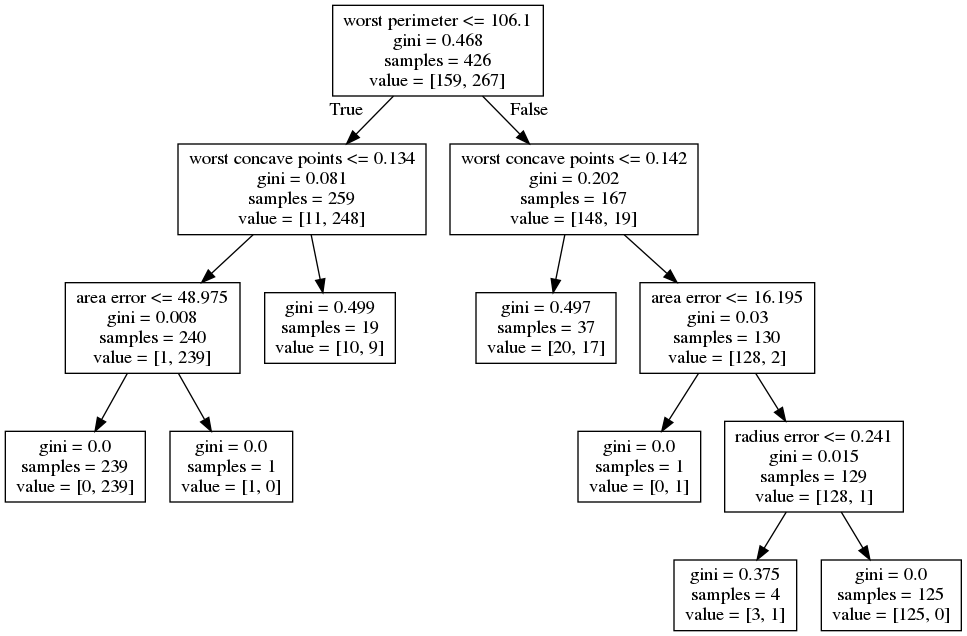 worst perimeter <= 106.1
gini = 0.468
samples = 426
value = [159, 267]
True
False
worst concave points <= 0.134
gini = 0.081
samples = 259
value = [11, 248]
worst concave points <= 0.142
gini = 0.202
samples = 167
value = [148, 19]
area error <= 48.975
gini = 0.008
samples = 240
value = [1, 239]
gini = 0.499
samples = 19
value = [10, 9]
gini = 0.497
samples = 37
value = [20, 17]
area error <= 16.195
gini = 0.03
samples = 130
value = [128, 2]
gini = 0.0
samples = 239
value = [0, 239]
gini = 0.0
samples = 1
value = [1, 0]
gini = 0.0
samples = 1
value = [0, 1]
radius error <= 0.241
gini = 0.015
samples = 129
value = [128, 1]
gini = 0.375
samples = 4
value = [3, 1]
gini = 0.0
samples = 125
value = [125, 0]